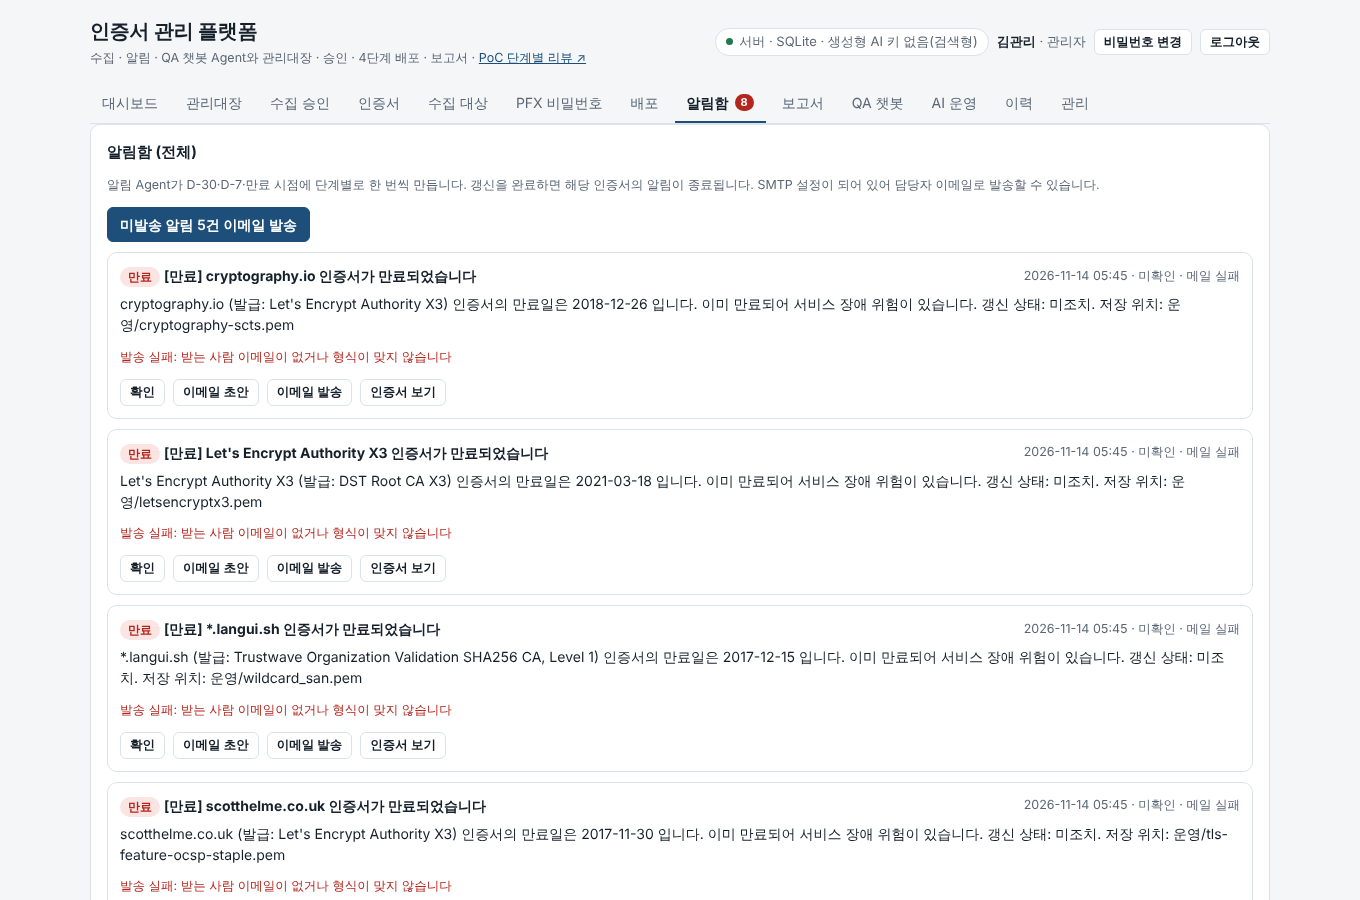 인증서 관리 플랫폼
수집 · 알림 · QA 챗봇 Agent와 관리대장 · 승인 · 4단계 배포 · 보고서 · PoC 단계별 리뷰 ↗
서버 · SQLite · 생성형 AI 키 없음(검색형)
김관리 · 관리자
비밀번호 변경
로그아웃
대시보드
관리대장
수집 승인
인증서
수집 대상
PFX 비밀번호
배포
알림함 8
보고서
QA 챗봇
AI 운영
이력
관리
알림함 (전체)
알림 Agent가 D-30·D-7·만료 시점에 단계별로 한 번씩 만듭니다. 갱신을 완료하면 해당 인증서의 알림이 종료됩니다. SMTP 설정이 되어 있어 담당자 이메일로 발송할 수 있습니다.
미발송 알림 5건 이메일 발송
만료 [만료] cryptography.io 인증서가 만료되었습니다
2026-11-14 05:45 · 미확인 · 메일 실패
cryptography.io (발급: Let's Encrypt Authority X3) 인증서의 만료일은 2018-12-26 입니다. 이미 만료되어 서비스 장애 위험이 있습니다. 갱신 상태: 미조치. 저장 위치: 운
영/cryptography-scts.pem
발송 실패: 받는 사람 이메일이 없거나 형식이 맞지 않습니다
확인
이메일 초안
이메일 발송
인증서 보기
만료 [만료] Let's Encrypt Authority X3 인증서가 만료되었습니다
2026-11-14 05:45 · 미확인 · 메일 실패
Let's Encrypt Authority X3 (발급: DST Root CA X3) 인증서의 만료일은 2021-03-18 입니다. 이미 만료되어 서비스 장애 위험이 있습니다. 갱신 상태: 미조치. 저장 위치: 운
영/letsencryptx3.pem
발송 실패: 받는 사람 이메일이 없거나 형식이 맞지 않습니다
확인
이메일 초안
이메일 발송
인증서 보기
만료 [만료] *.langui.sh 인증서가 만료되었습니다
2026-11-14 05:45 · 미확인 · 메일 실패
*.langui.sh (발급: Trustwave Organization Validation SHA256 CA, Level 1) 인증서의 만료일은 2017-12-15 입니다. 이미 만료되어 서비스 장애 위험이 있습니다. 갱신 상태: 미조
치. 저장 위치: 운영/wildcard_san.pem
발송 실패: 받는 사람 이메일이 없거나 형식이 맞지 않습니다
확인
이메일 초안
이메일 발송
인증서 보기
만료 [만료] scotthelme.co.uk 인증서가 만료되었습니다
2026-11-14 05:45 · 미확인 · 메일 실패
scotthelme.co.uk (발급: Let's Encrypt Authority X3) 인증서의 만료일은 2017-11-30 입니다. 이미 만료되어 서비스 장애 위험이 있습니다. 갱신 상태: 미조치. 저장 위치: 운영/tls-
feature-ocsp-staple.pem
발송 실패: 받는 사람 이메일이 없거나 형식이 맞지 않습니다